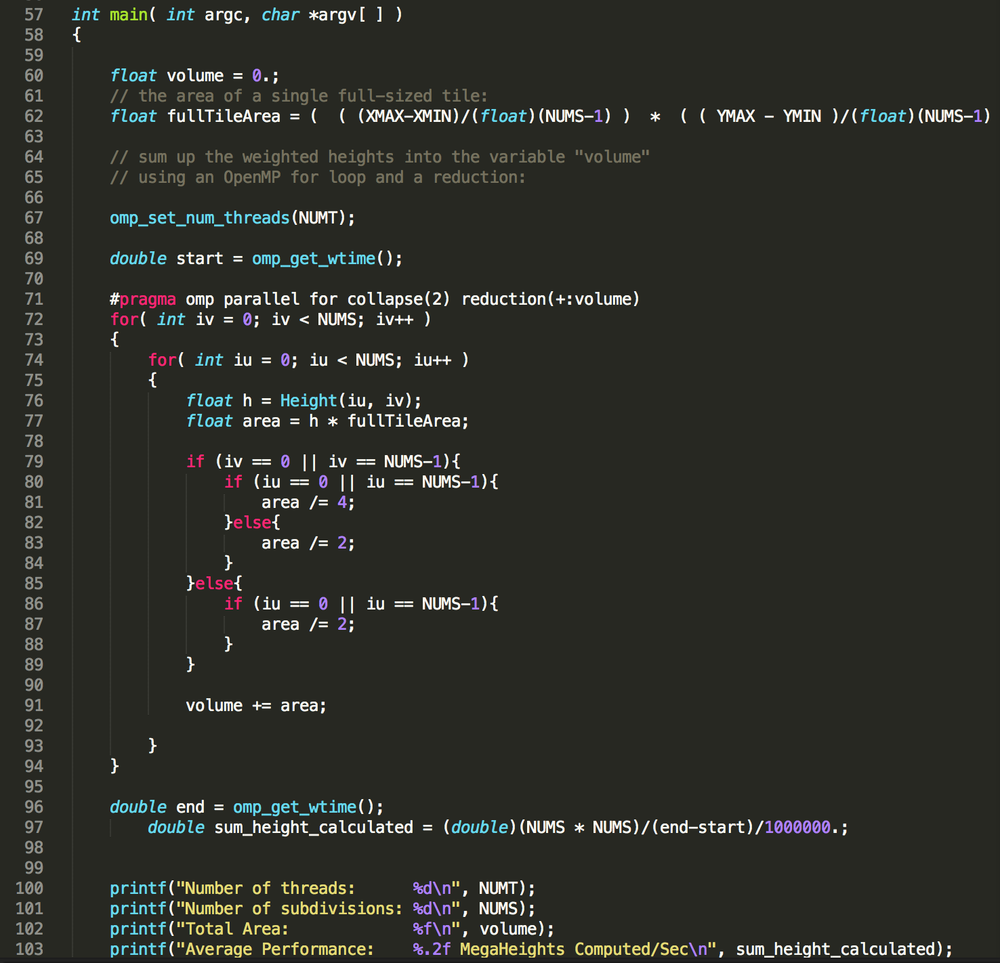 57 int main( int argc, char *argv[ ] )
58 {
59
60 float volume = 0.;
61 // the area of a single full-sized tile:
62 float fullTileArea = (  ( (XMAX-XMIN)/(float)(NUMS-1) )  *  ( ( YMAX - YMIN )/(float)(NUMS-1)
63
64 // sum up the weighted heights into the variable "volume"
65 // using an OpenMP for loop and a reduction:
66
67 omp_set_num_threads(NUMT);
68
69 double start = omp_get_wtime();
70
71 #pragma omp parallel for collapse(2) reduction(+:volume)
72 for( int iv = 0; iv < NUMS; iv++ )
73 {
74 for( int iu = 0; iu < NUMS; iu++ )
75 {
76 float h = Height(iu, iv);
77 float area = h * fullTileArea;
78
79 if (iv == 0 || iv == NUMS-1){
80 if (iu == 0 || iu == NUMS-1){
81 area /= 4;
82 }else{
83 area /= 2;
84 }
85 }else{
86 if (iu == 0 || iu == NUMS-1){
87 area /= 2;
88 }
89 }
90
91 volume += area;
92
93 }
94 }
95
96 double end = omp_get_wtime();
97 double sum_height_calculated = (double)(NUMS * NUMS)/(end-start)/1000000.;
98
99
100 printf("Number of threads:      %d\n", NUMT);
101 printf("Number of subdivisions: %d\n", NUMS);
102 printf("Total Area:             %f\n", volume);
103 printf("Average Performance:    %.2f MegaHeights Computed/Sec\n", sum_height_calculated);